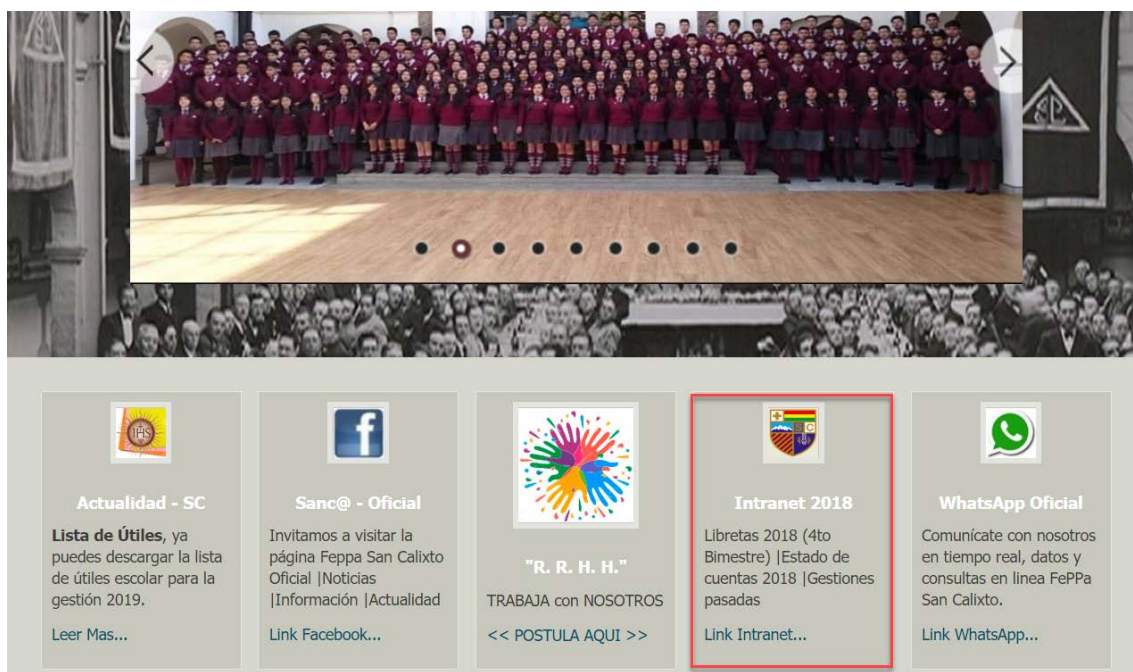 Actualidad - SC
Lista de Útiles, ya
puedes descargar la lista
de útiles escolar para la
gestión 2019.
Leer Mas...
Sanc@ - Oficial
Invitamos a visitar la
página Feppa San Calixto
Oficial |Noticias
|Información |Actualidad
Link Facebook...
"R. R. H. H."
TRABAJA con NOSOTROS
<< POSTULA AQUI >>
Intranet 2018
Libretas 2018 (4to
Bimestre) |Estado de
cuentas 2018 |Gestiones
pasadas
Link Intranet...
WhatsApp Oficial
Comunícate con nosotros
en tiempo real, datos y
consultas en linea FePPa
San Calixto.
Link WhatsApp...